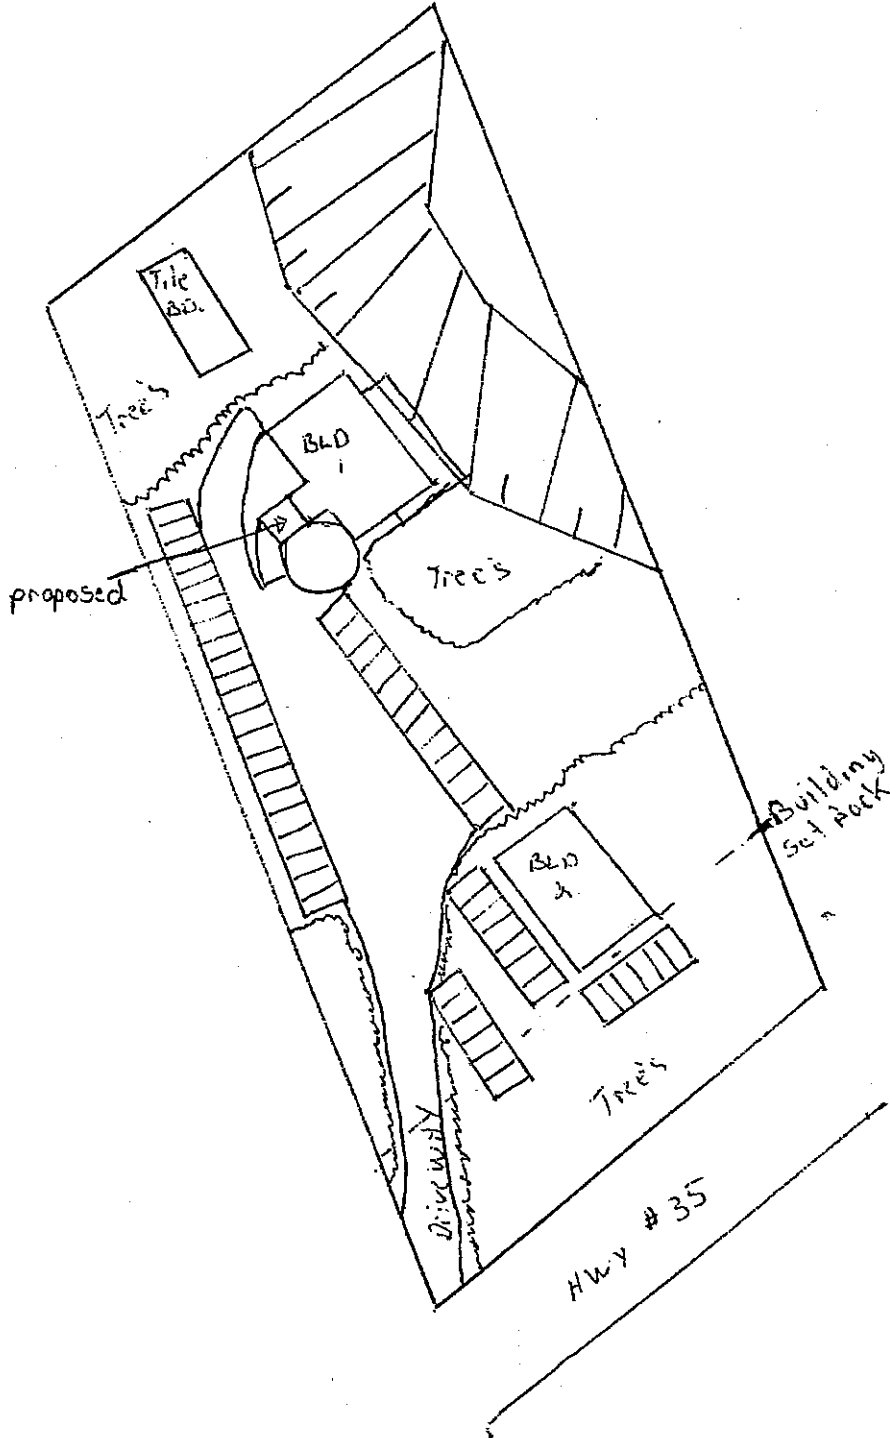 Tile
BD.
Tree's
BLD
1
proposed
Tree's
Building
Set Back
BLD
2.
Tree's
Driveway
HWY # 35